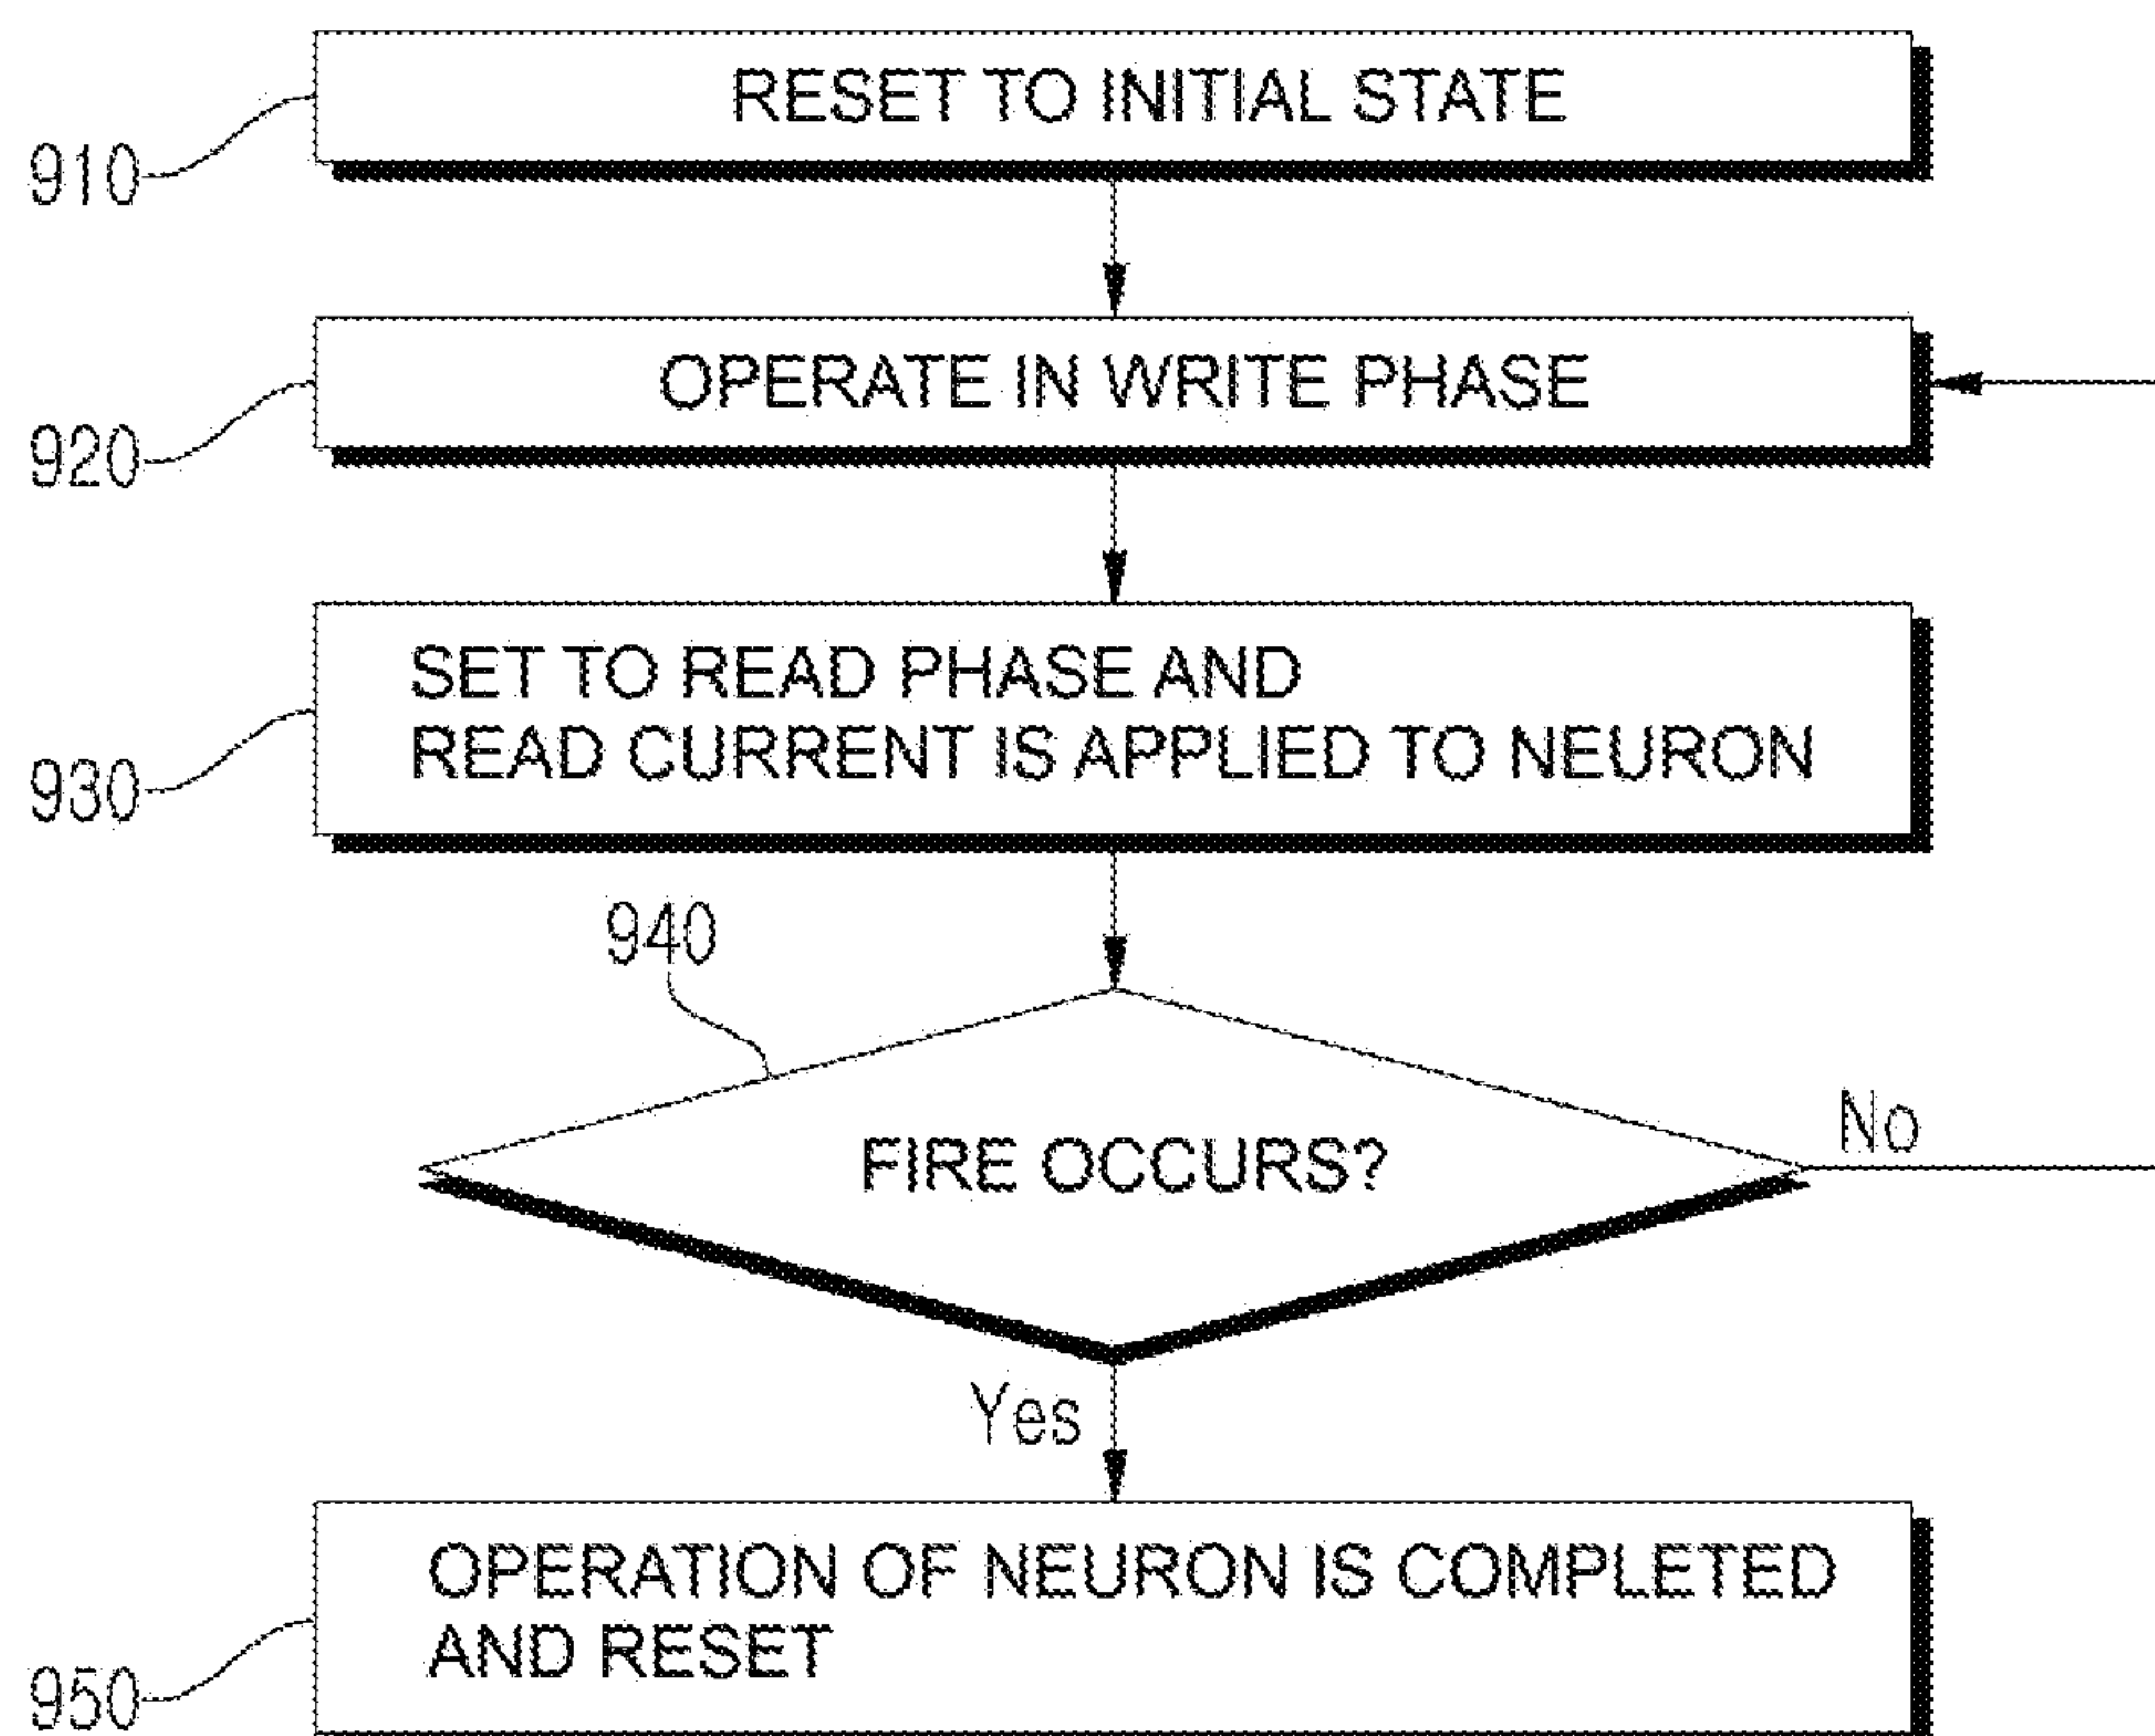 RESET TO INITIAL STATE
910
OPERATE IN WRITE PHASE
920
SET TO READ PHASE AND
READ CURRENT IS APPLIED TO NEURON
930
940
FIRE OCCURS?
No
Yes
OPERATION OF NEURON IS COMPLETED
AND RESET
950